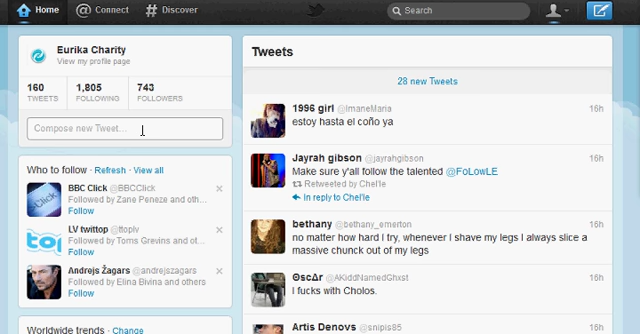 Home
Connect
Discover
Search
Eurika Charity
View my profile page
160
TWEETS
1,805
FOLLOWING
743
FOLLOWERS
Compose new Tweet...
Who to follow · Refresh · View all
BBC Click @BBCClick
Followed by Zane Peneze and oth...
Follow
LV twittop @ttoplv
Followed by Toms Grevins and ot...
Follow
Andrejs Žagars @andrejszagars
Followed by Elina Bivina and others
Follow
Worldwide trends · Change
Tweets
28 new Tweets
1996 girl @ImaneMaria 16h
estoy hasta el coño ya
Jayrah gibson @jayrahgibson 16h
Make sure y'all follow the talented @FoLowLE
Retweeted by Chel'le
In reply to Chel'le
bethany @bethany_emerton 16h
no matter how hard I try, whenever I shave my legs I always slice a
massive chunck out of my legs
ΘscΔr @AKiddNamedGhxst 16h
I fucks with Cholos.
Artis Denovs @snipis85 16h